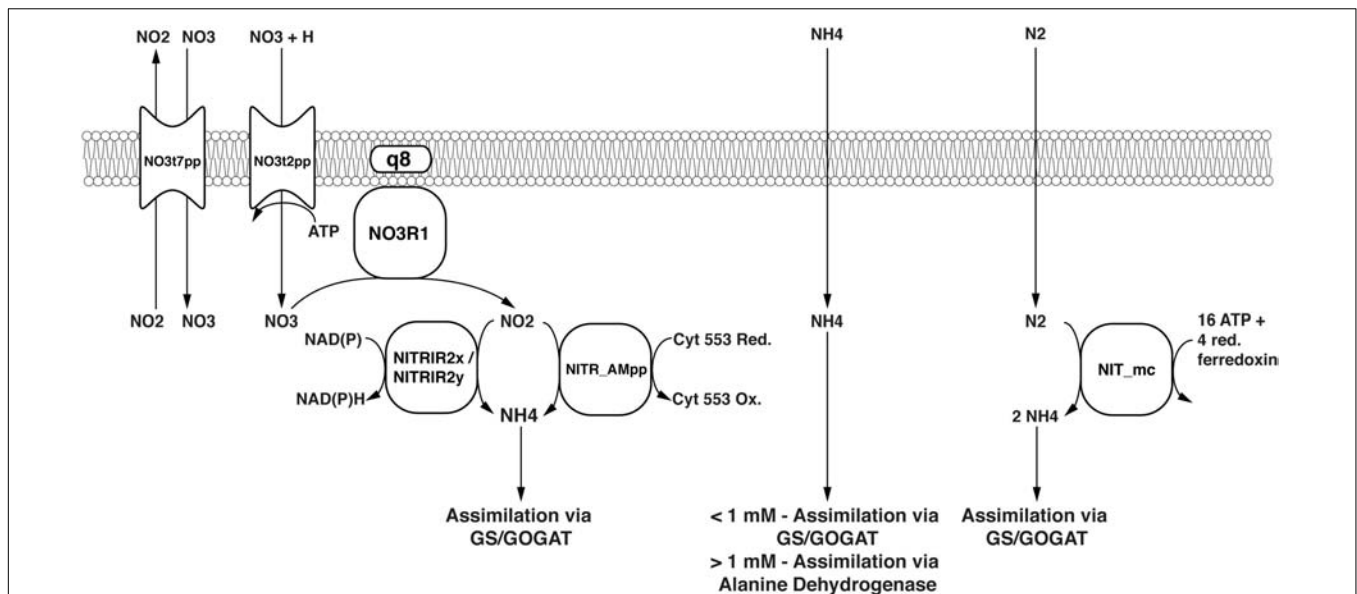 NO2 NO3 NO3 + H NH4 N2
NO3t7pp NO3t2pp q8
ATP NO3R1
NO2 NO3 NO3 NO2 NH4 N2
NAD(P) NITRIR2x /
NITRIR2y
NAD(P)H
NITR_AMpp
Cyt 553 Red.
Cyt 553 Ox.
NH4
16 ATP +
4 red.
ferredoxin
NIT_mc
2 NH4
Assimilation via
GS/GOGAT
< 1 mM - Assimilation via
GS/GOGAT
> 1 mM - Assimilation via
Alanine Dehydrogenase
Assimilation via
GS/GOGAT